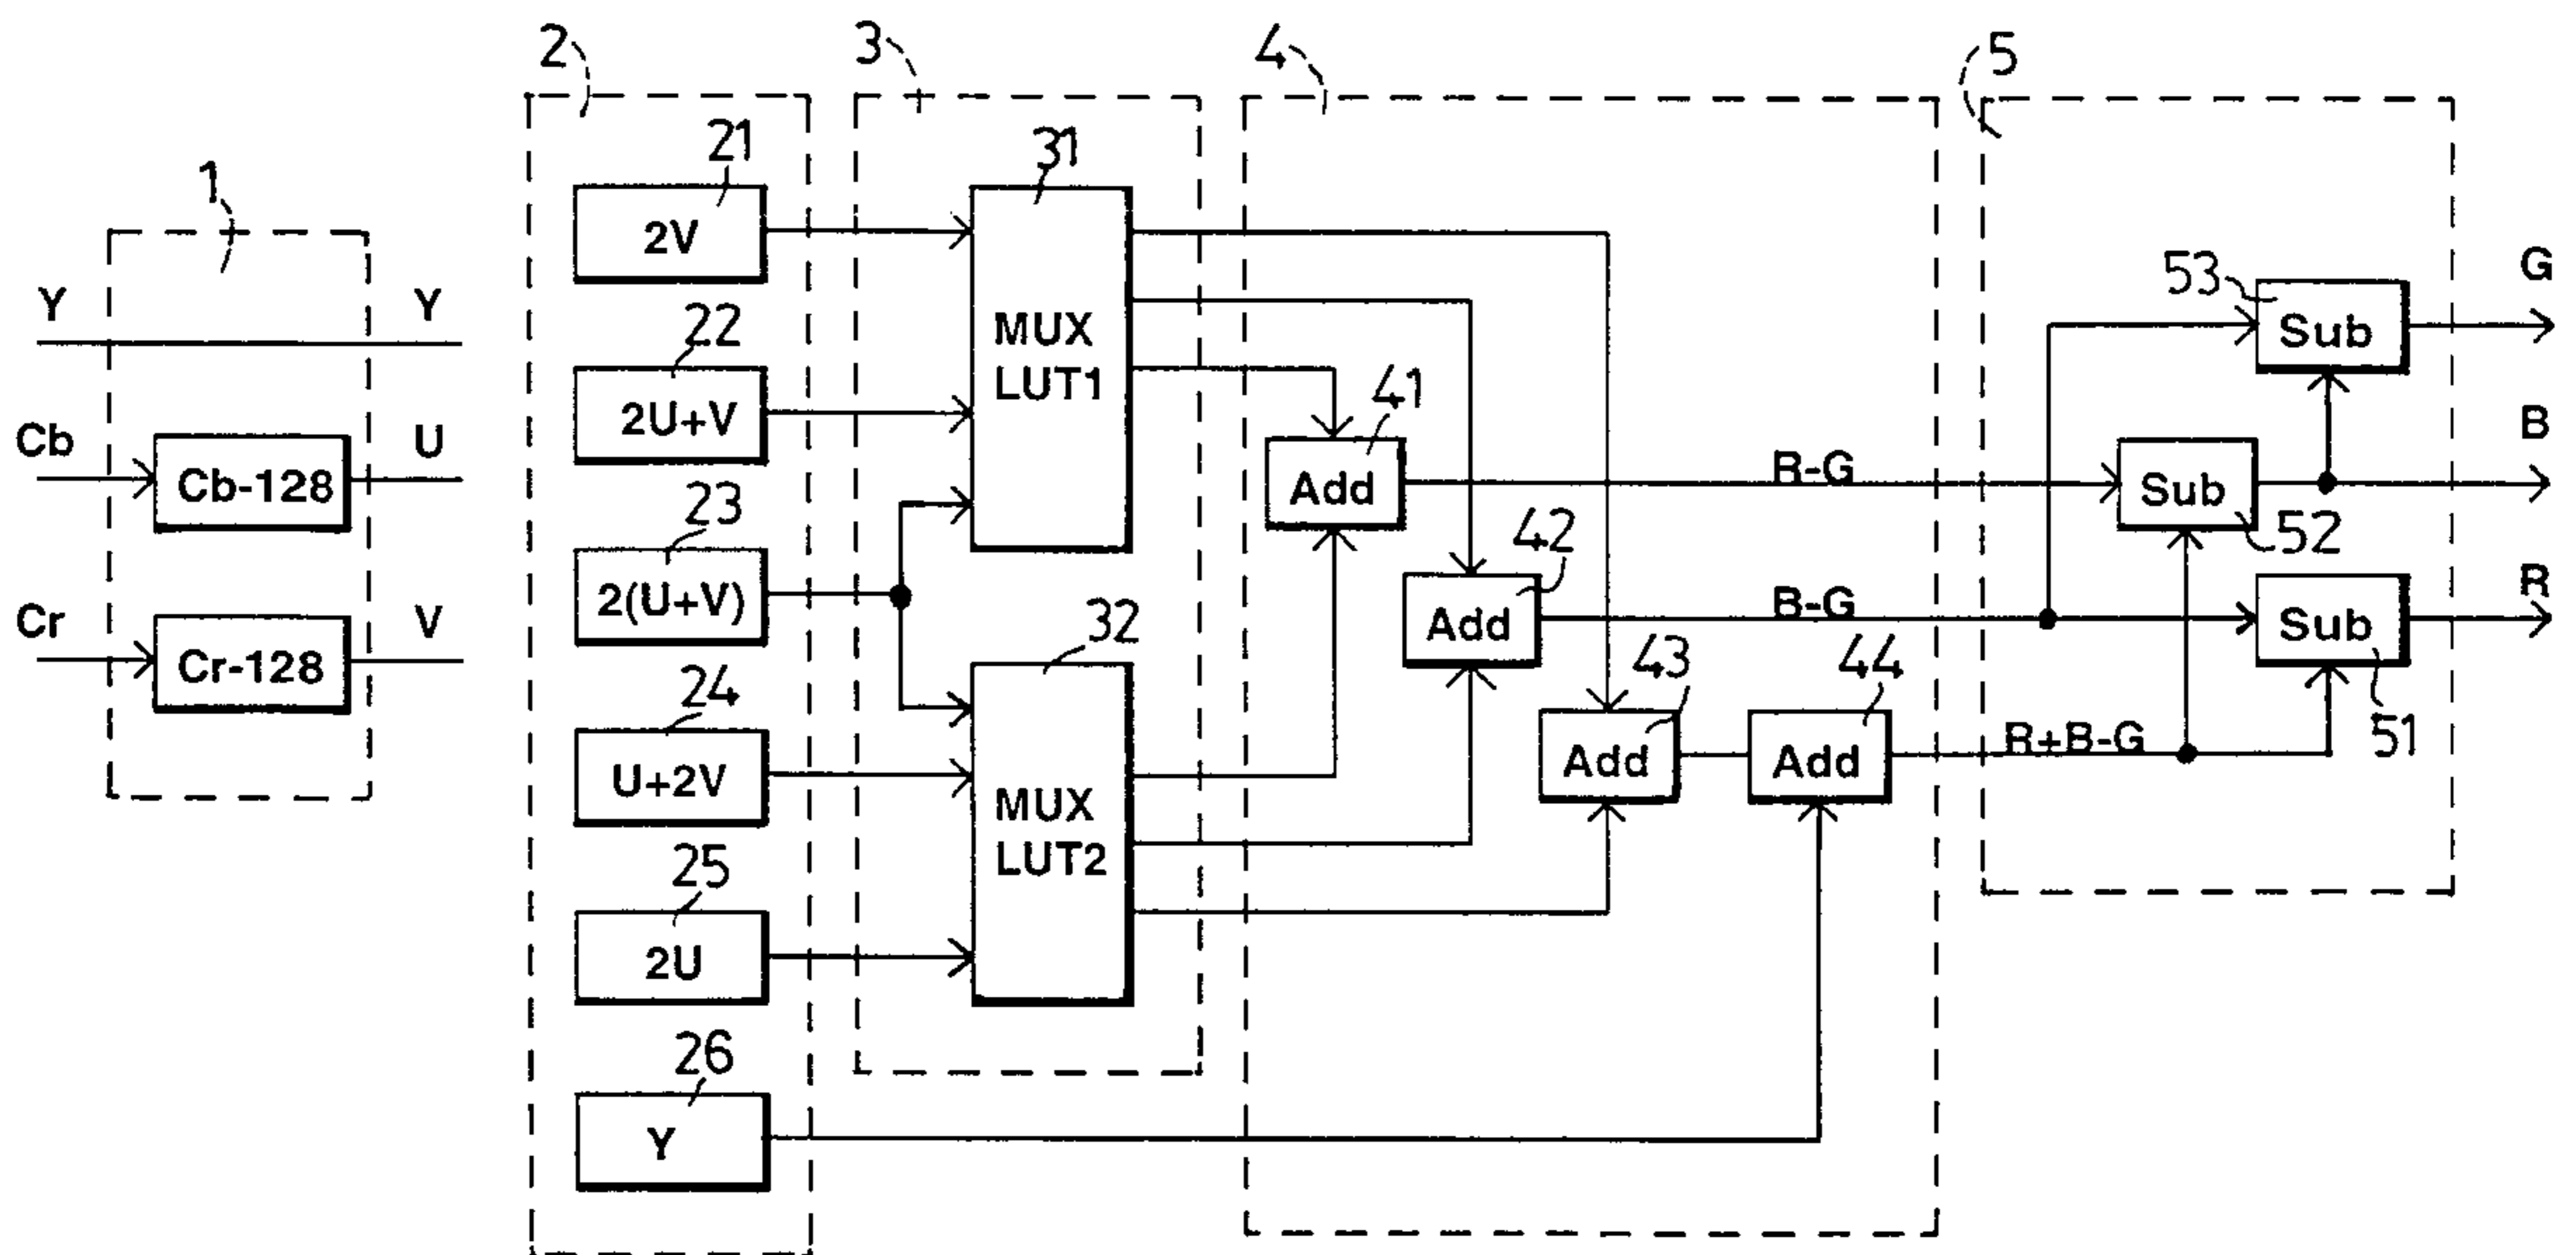 1
Y
Y
Cb
Cb-128
U
Cr
Cr-128
V
2
21
2V
22
2U+V
23
2(U+V)
24
U+2V
25
2U
26
Y
3
31
MUX
LUT1
32
MUX
LUT2
4
41
Add
42
Add
43
Add
44
Add
R-G
B-G
R+B-G
5
53
Sub
52
Sub
51
Sub
G
B
R